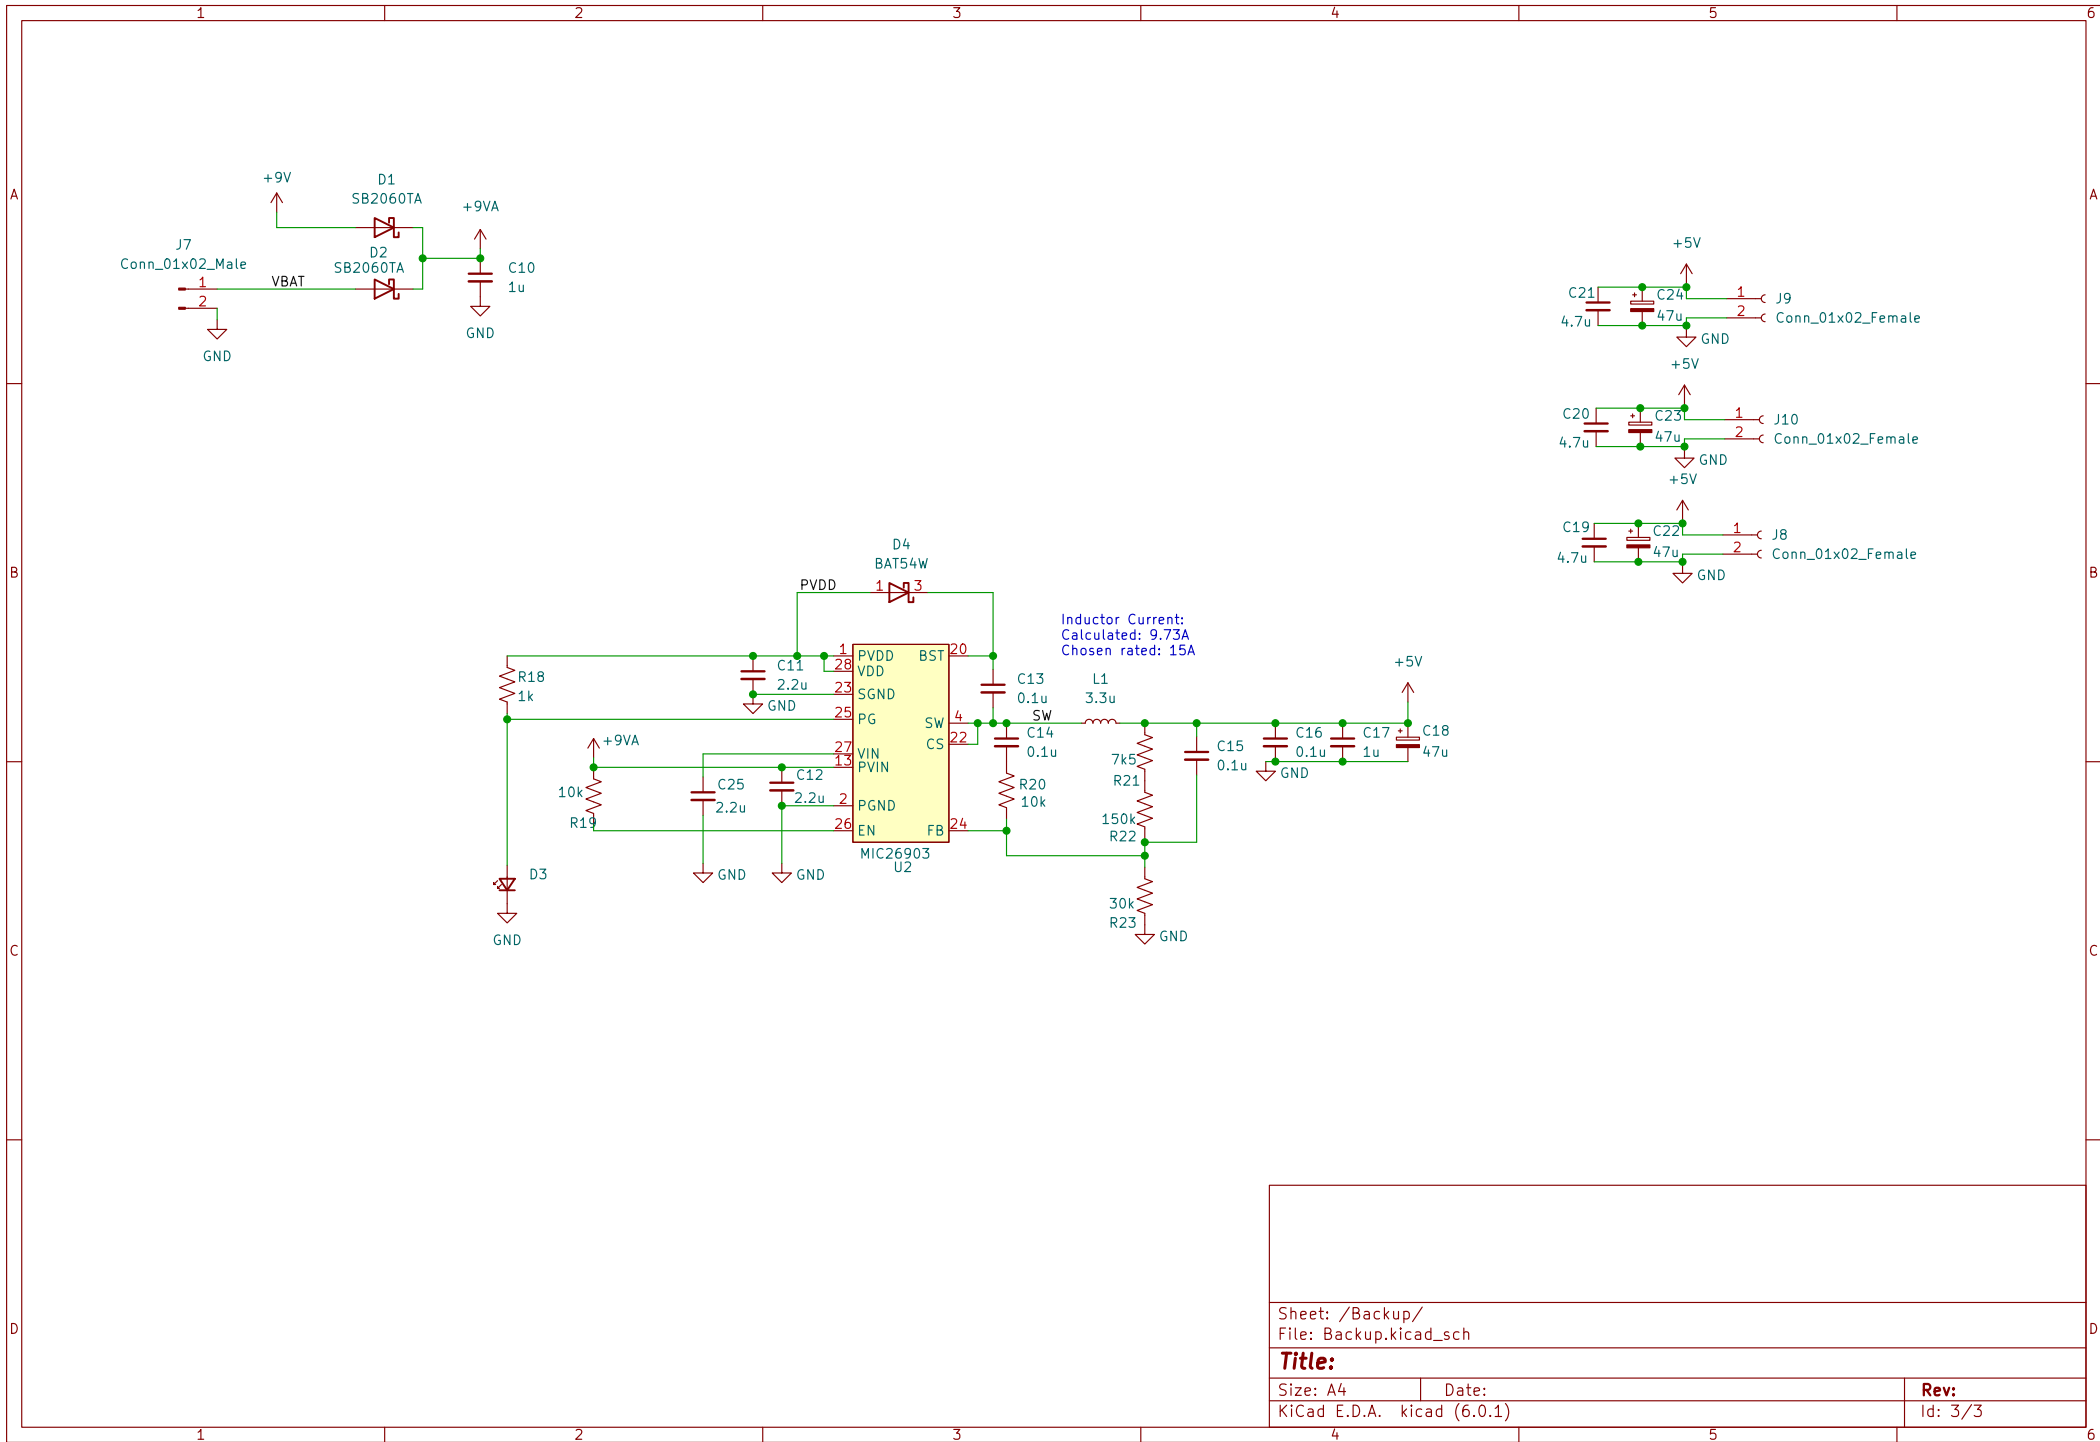 1 2 3 4 5 6
A A
B B
C C
D D
+9V
D1
SB2060TA
+9VA
J7
Conn_01x02_Male
D2
SB2060TA
1
VBAT
2
C10
1u
GND
GND
+5V
C21
C24
4.7u
47u
1
J9
2
Conn_01x02_Female
GND
+5V
C20
C23
4.7u
47u
1
J10
2
Conn_01x02_Female
GND
+5V
C19
C22
4.7u
47u
1
J8
2
Conn_01x02_Female
GND
D4
BAT54W
PVDD
1
3
Inductor Current:
Calculated: 9.73A
Chosen rated: 15A
R18
1k
C11
2.2u
GND
1
PVDD
28
VDD
23
SGND
25
PG
27
VIN
13
PVIN
2
PGND
26
EN
BST
20
SW
4
CS
22
FB
24
MIC26903
U2
+9VA
10k
R19
C25
2.2u
C12
2.2u
GND
GND
D3
GND
C13
0.1u
SW
C14
0.1u
R20
10k
L1
3.3u
7k5
R21
150k
R22
30k
R23
GND
C15
0.1u
C16
0.1u
GND
C17
1u
+5V
C18
47u
Sheet: /Backup/
File: Backup.kicad_sch
Title:
Size: A4 Date: Rev:
KiCad E.D.A. kicad (6.0.1) Id: 3/3
1 2 3 4 5 6